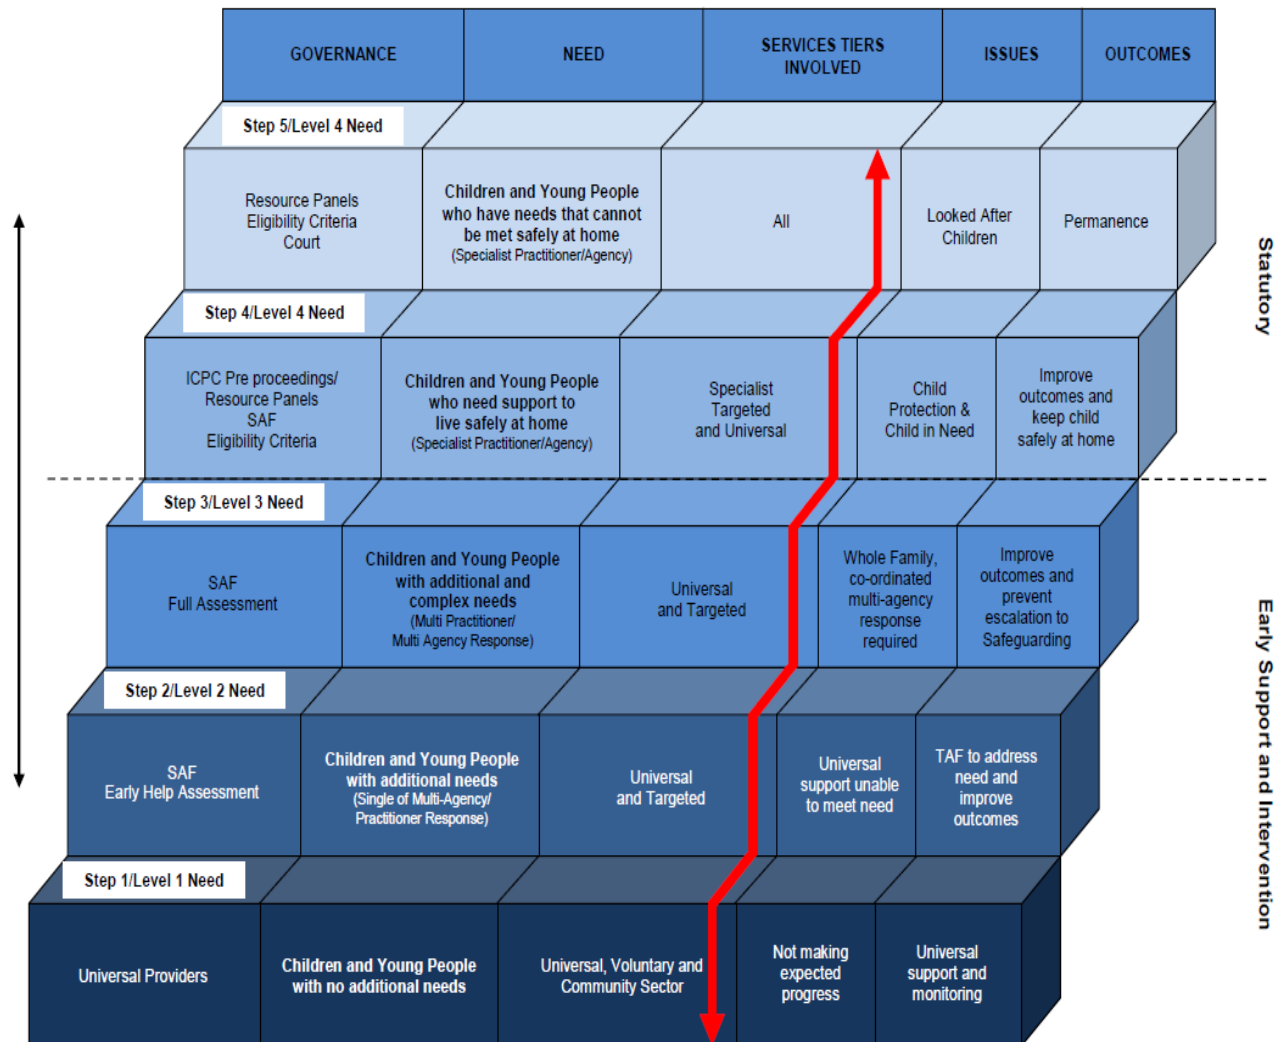 GOVERNANCE
NEED
SERVICES TIERS
INVOLVED
ISSUES
OUTCOMES
Step 5/Level 4 Need
Resource Panels
Eligibility Criteria
Court
Children and Young People
who have needs that cannot
be met safely at home
(Specialist Practitioner/Agency)
All
Looked After
Children
Permanence
Step 4/Level 4 Need
ICPC Pre proceedings/
Resource Panels
SAF
Eligibility Criteria
Children and Young People
who need support to
live safely at home
(Specialist Practitioner/Agency)
Specialist
Targeted
and Universal
Child
Protection &
Child in Need
Improve
outcomes and
keep child
safely at home
Statutory
Step 3/Level 3 Need
SAF
Full Assessment
Children and Young People
with additional and
complex needs
(Multi Practitioner/
Multi Agency Response)
Universal
and Targeted
Whole Family,
co-ordinated
multi-agency
response
required
Improve
outcomes and
prevent
escalation to
Safeguarding
Step 2/Level 2 Need
SAF
Early Help Assessment
Children and Young People
with additional needs
(Single of Multi-Agency/
Practitioner Response)
Universal
and Targeted
Universal
support unable
to meet need
TAF to address
need and
improve
outcomes
Step 1/Level 1 Need
Universal Providers
Children and Young People
with no additional needs
Universal, Voluntary and
Community Sector
Not making
expected
progress
Universal
support and
monitoring
Early Support and Intervention